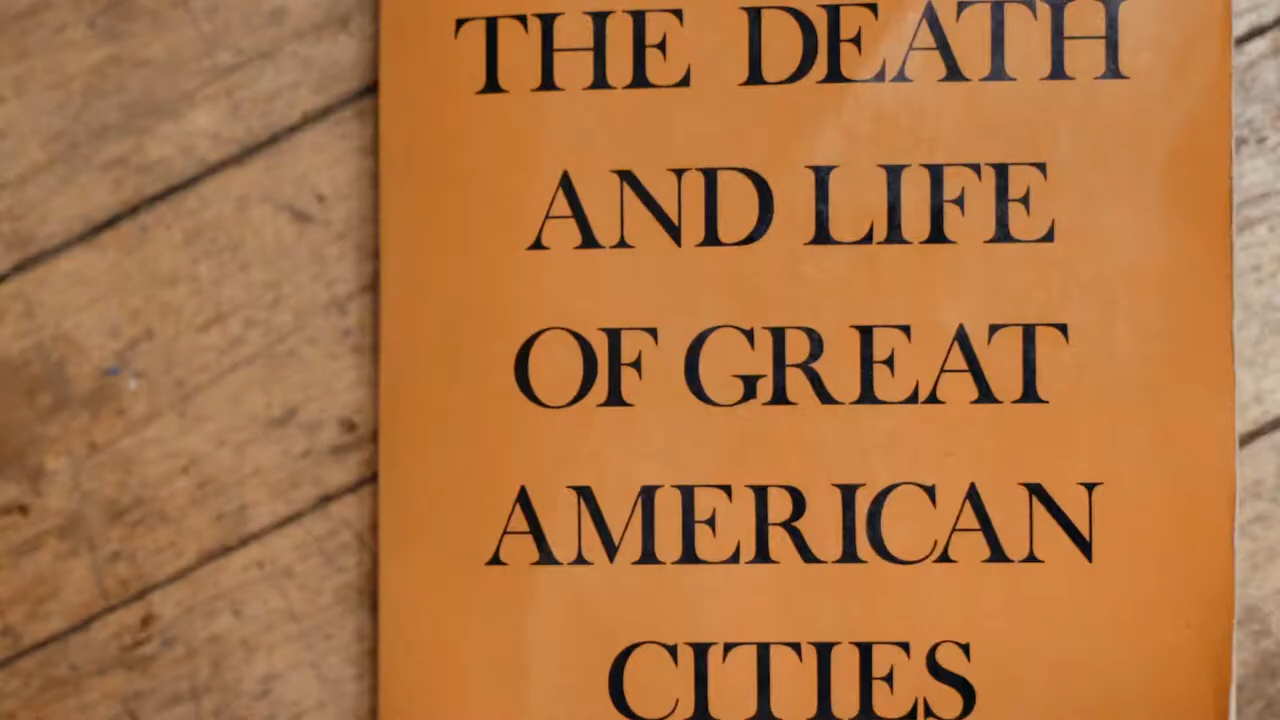 THE DEATH
AND LIFE
OF GREAT
AMERICAN
CITIES